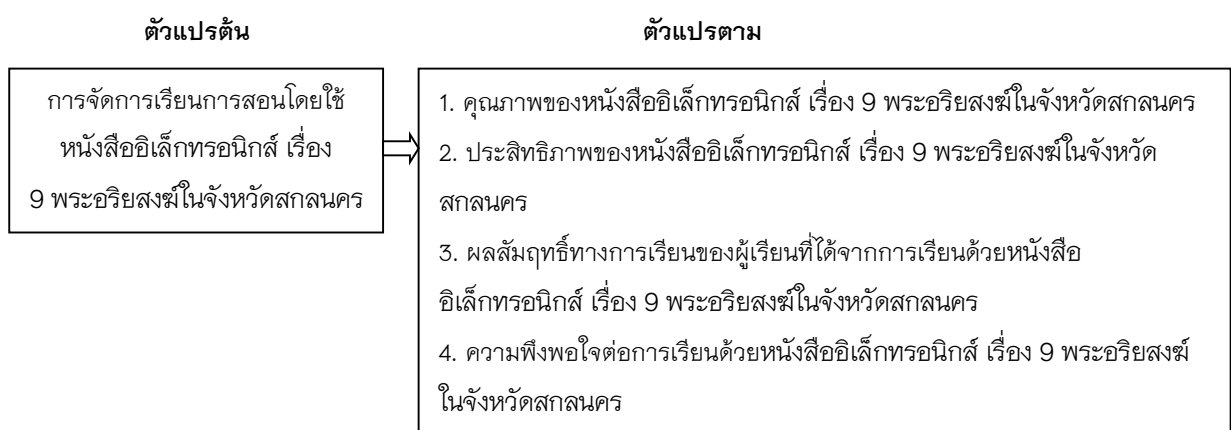 ตัวแปรต้น
ตัวแปรตาม
การจัดการเรียนการสอนโดยใช้
หนังสืออิเล็กทรอนิกส์ เรื่อง
9 พระอริยสงฆ์ในจังหวัดสกลนคร
1. คุณภาพของหนังสืออิเล็กทรอนิกส์ เรื่อง 9 พระอริยสงฆ์ในจังหวัดสกลนคร
2. ประสิทธิภาพของหนังสืออิเล็กทรอนิกส์ เรื่อง 9 พระอริยสงฆ์ในจังหวัด
สกลนคร
3. ผลสัมฤทธิ์ทางการเรียนของผู้เรียนที่ได้จากการเรียนด้วยหนังสือ
อิเล็กทรอนิกส์ เรื่อง 9 พระอริยสงฆ์ในจังหวัดสกลนคร
4. ความพึงพอใจต่อการเรียนด้วยหนังสืออิเล็กทรอนิกส์ เรื่อง 9 พระอริยสงฆ์
ในจังหวัดสกลนคร